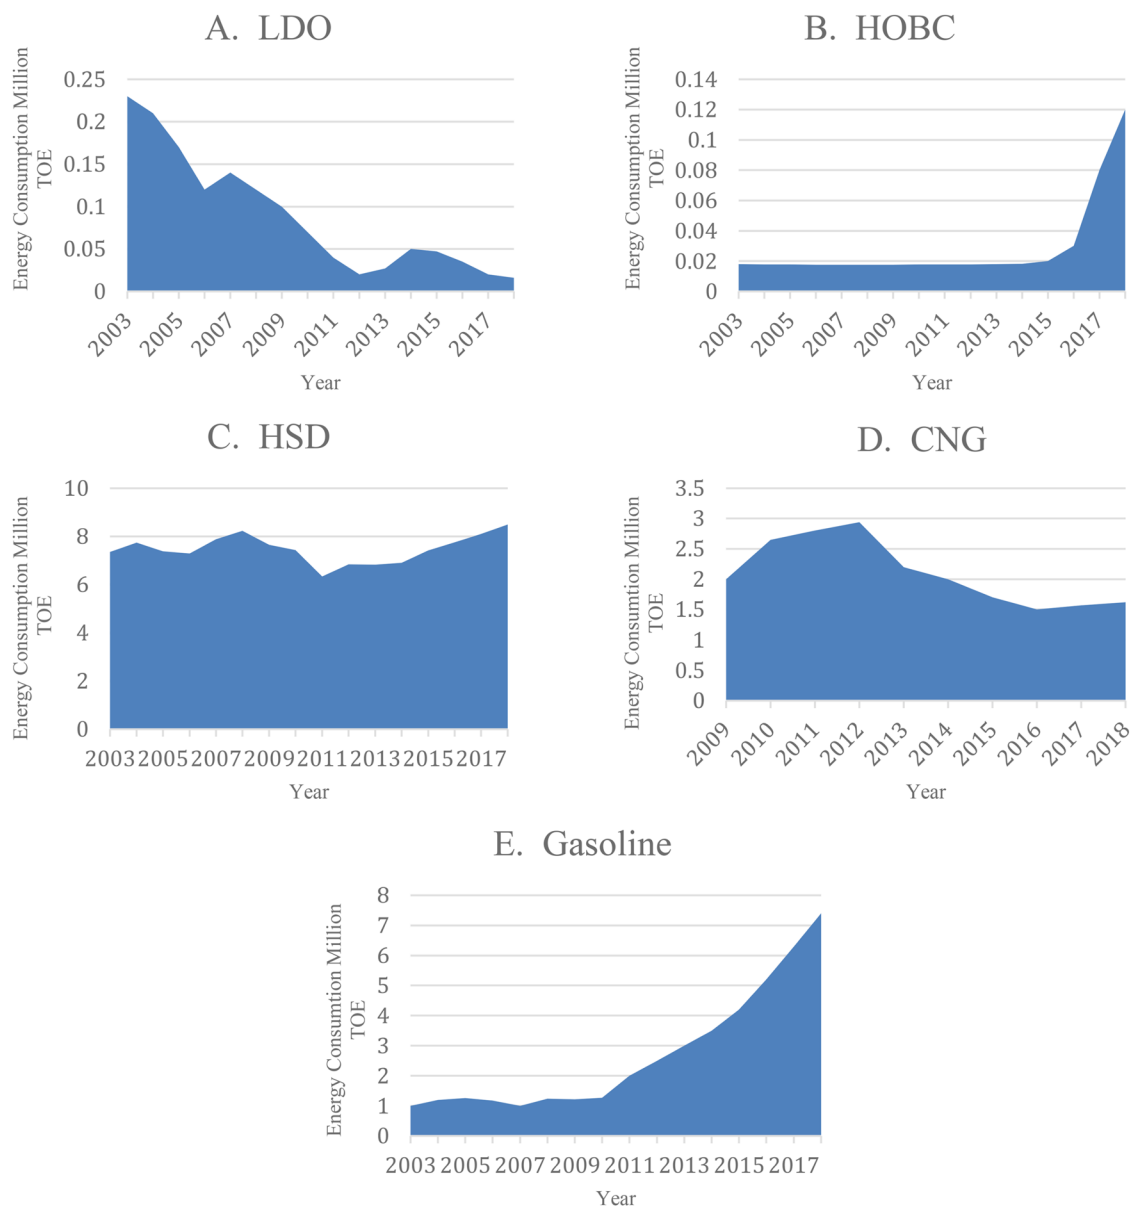 A. LDO
Energy Consumption Million
TOE
0.25
0.2
0.15
0.1
0.05
0
2003
2005
2007
2009
2011
2013
2015
2017
Year
B. HOBC
Energy Consumption Million
TOE
0.14
0.12
0.1
0.08
0.06
0.04
0.02
0
2003
2005
2007
2009
2011
2013
2015
2017
Year
C. HSD
Energy Consumption Million
TOE
10
8
6
4
2
0
2003 2005 2007 2009 2011 2013 2015 2017
Year
D. CNG
Energy Consumtion Million
TOE
3.5
3
2.5
2
1.5
1
0.5
0
2009
2010
2011
2012
2013
2014
2015
2016
2017
2018
Year
E. Gasoline
Energy Consumtion Million
TOE
8
7
6
5
4
3
2
1
0
2003 2005 2007 2009 2011 2013 2015 2017
Year